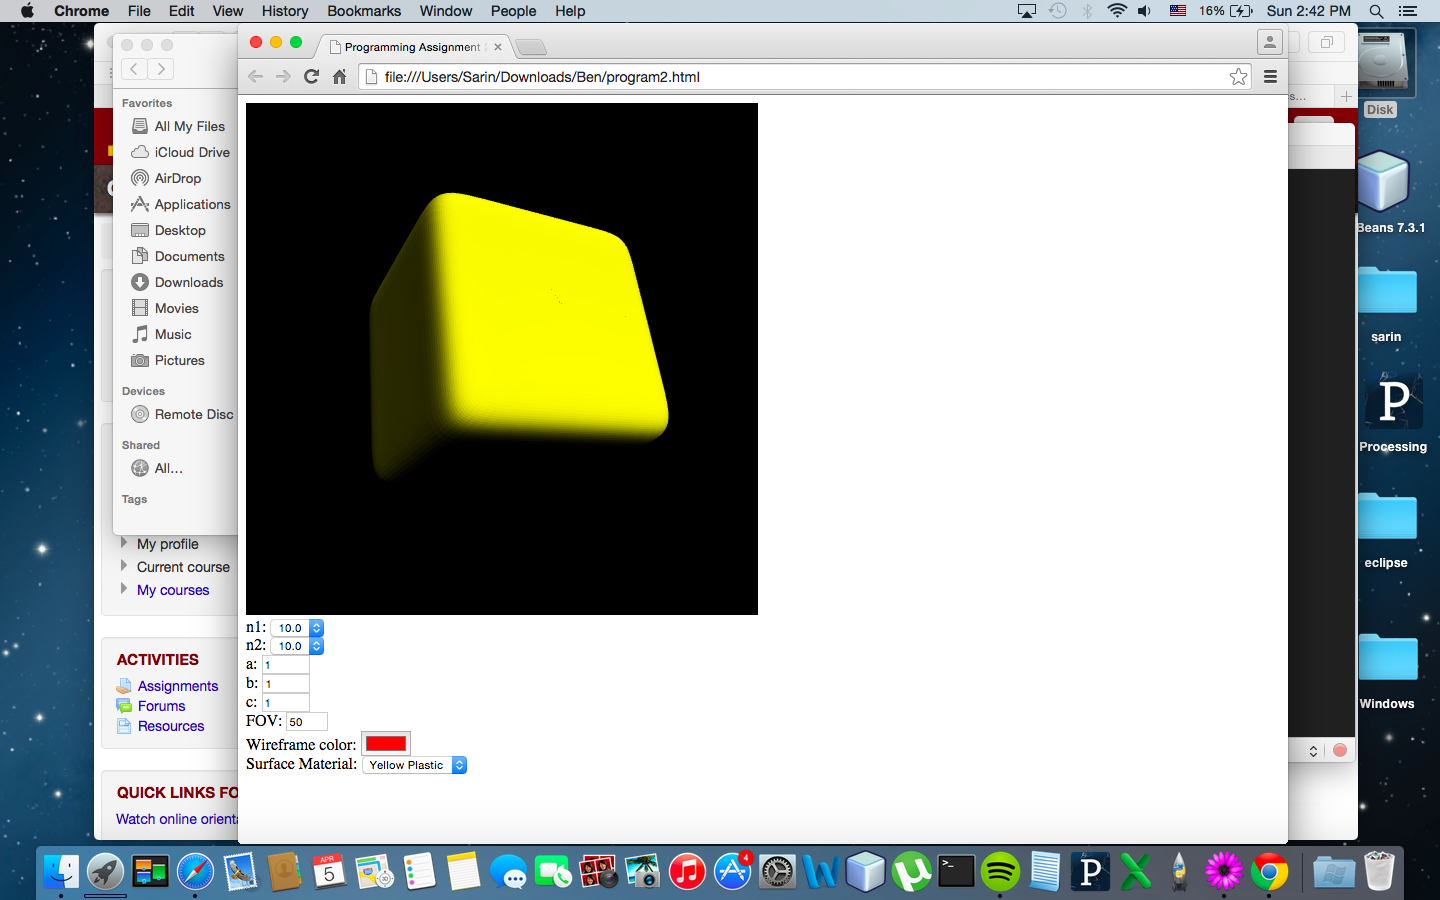 Chrome File Edit View History Bookmarks Window People Help 16% Sun 2:42 PM
Programming Assignment
file:///Users/Sarin/Downloads/Ben/program2.html
Favorites
All My Files
iCloud Drive
AirDrop
Applications
Desktop
Documents
Downloads
Movies
Music
Pictures
Devices
Remote Disc
Shared
All...
Tags
My profile
Current course
My courses
ACTIVITIES
Assignments
Forums
Resources
QUICK LINKS FO
Watch online orient
n1: 10.0
n2: 10.0
a: 1
b: 1
c: 1
FOV: 50
Wireframe color:
Surface Material: Yellow Plastic
s...
Disk
Beans 7.3.1
sarin
P
Processing
eclipse
Windows
APR
5
4
P